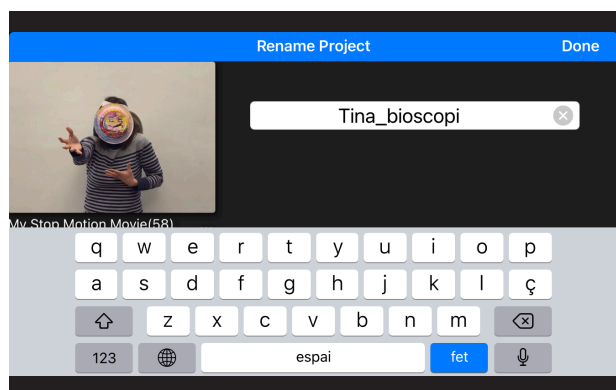 Rename Project Done
Tina_bioscopi
My Stop Motion Movie(58)
q w e r t y u i o p
a s d f g h j k l ç
z x c v b n m
123 espai fet